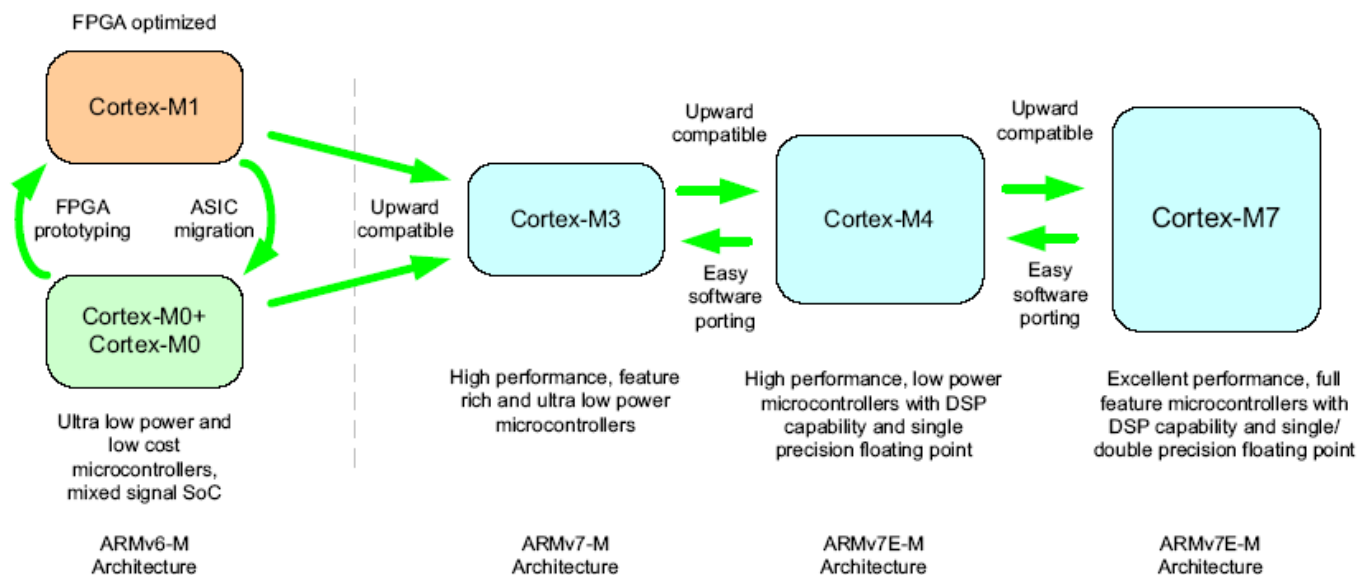 FPGA optimized
Cortex-M1
FPGA
prototyping
ASIC
migration
Cortex-M0+
Cortex-M0
Ultra low power and
low cost
microcontrollers,
mixed signal SoC
ARMv6-M
Architecture
Upward
compatible
Cortex-M3
High performance, feature
rich and ultra low power
microcontrollers
ARMv7-M
Architecture
Upward
compatible
Easy
software
porting
Cortex-M4
High performance, low power
microcontrollers with DSP
capability and single
precision floating point
ARMv7E-M
Architecture
Upward
compatible
Easy
software
porting
Cortex-M7
Excellent performance, full
feature microcontrollers with
DSP capability and single/
double precision floating point
ARMv7E-M
Architecture